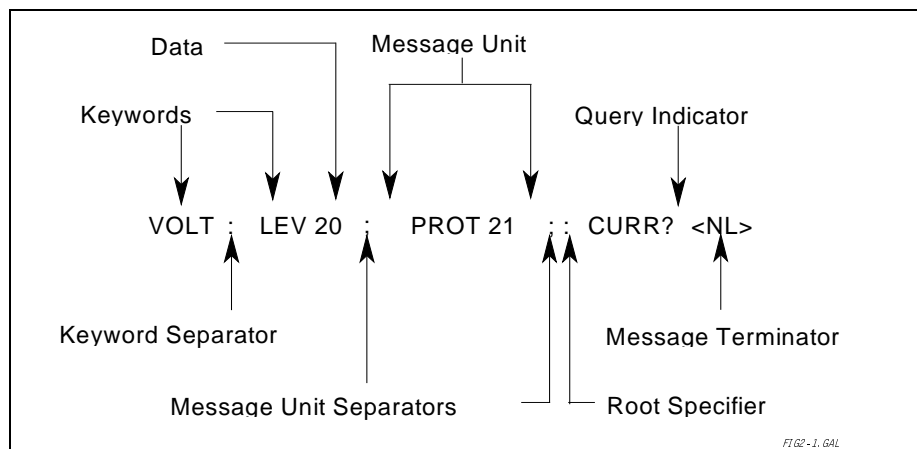 Data
Message Unit
Keywords
Query Indicator
VOLT : LEV 20 ; PROT 21 ; : CURR? <NL>
Keyword Separator
Message Terminator
Message Unit Separators
Root Specifier
FIG2-1.GAL